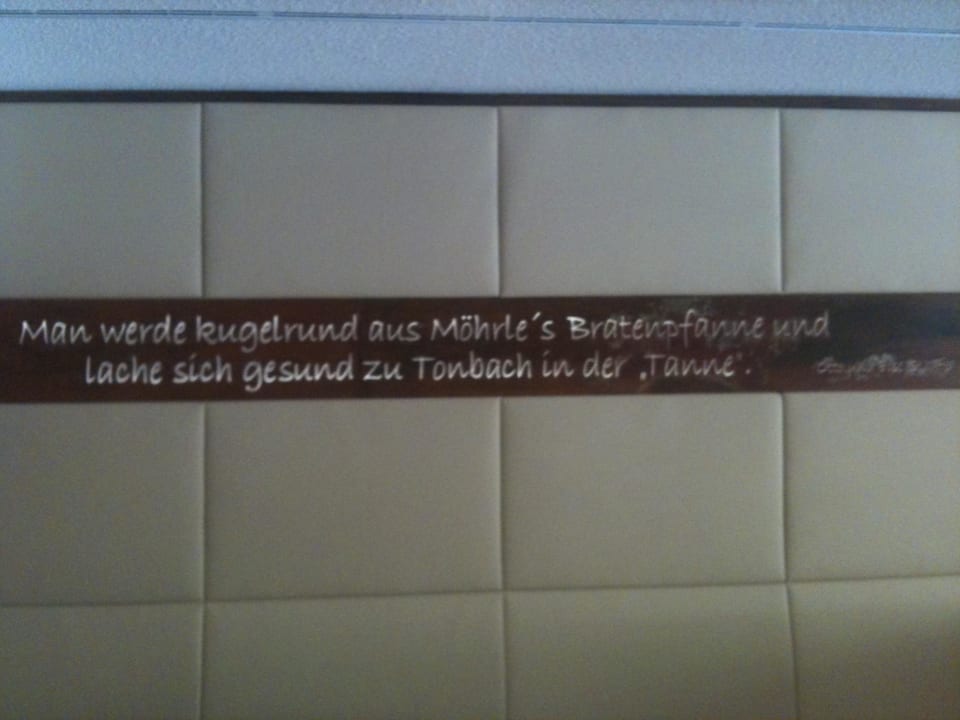 Man werde kugelrund aus Möhrle´s Bratenpfanne und
lache sich gesund zu Tonbach in der ,Tanne'.